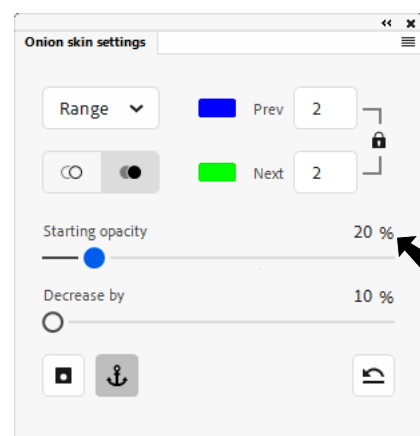 Onion skin settings
Range
Prev 2
Next 2
Starting opacity 20 %
Decrease by 10 %